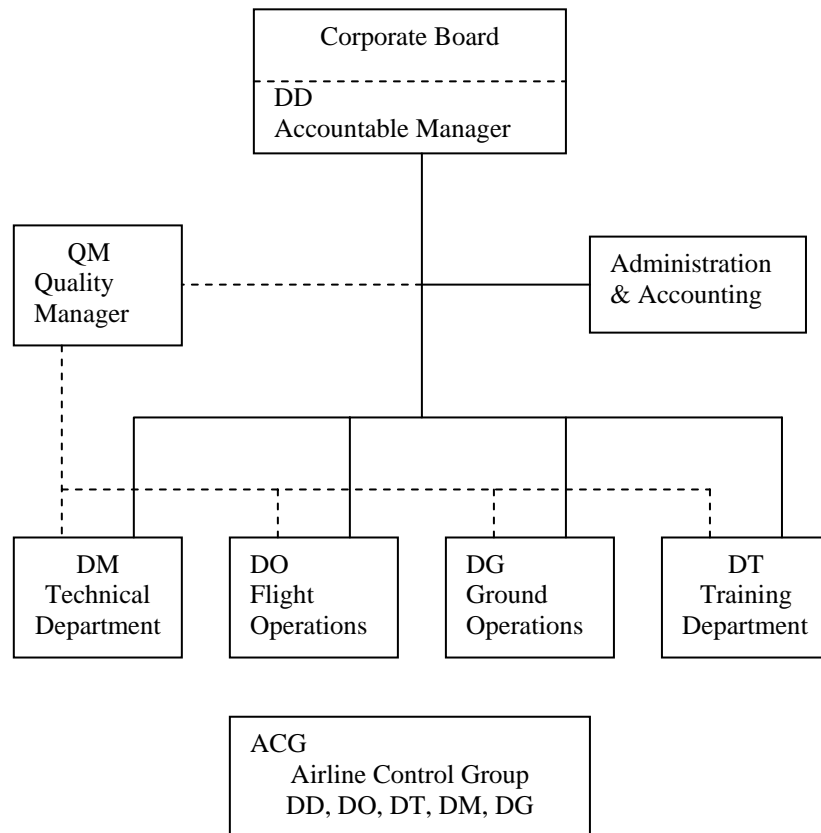 Corporate Board
DD
Accountable Manager
QM
Quality
Manager
Administration
& Accounting
DM
Technical
Department
DO
Flight
Operations
DG
Ground
Operations
DT
Training
Department
ACG
Airline Control Group
DD, DO, DT, DM, DG